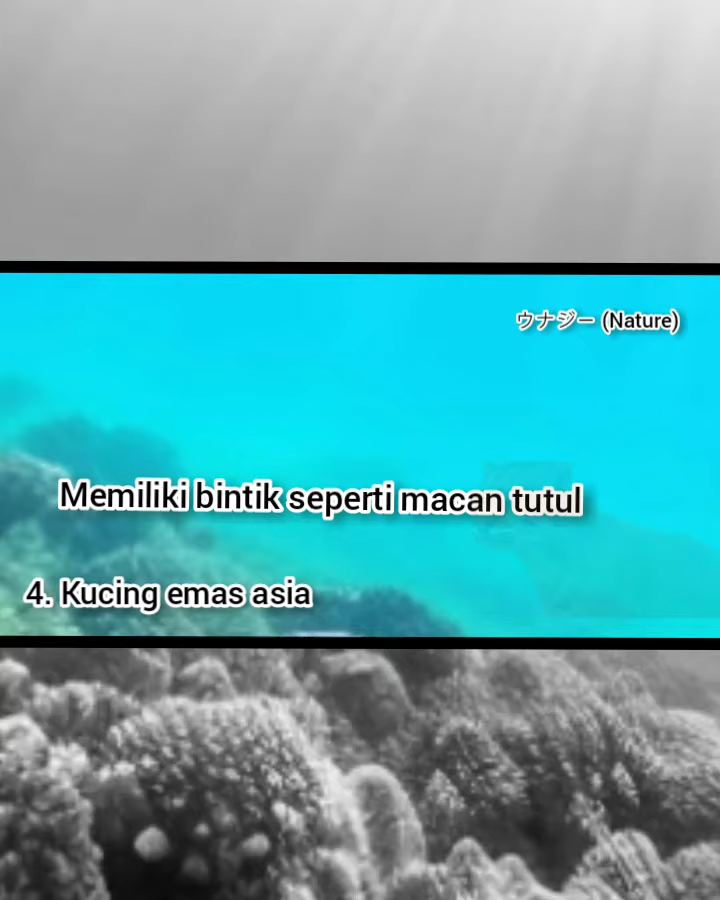 ウナジー (Nature)
Memiliki bintik seperti macan tutul
4. Kucing emas asia